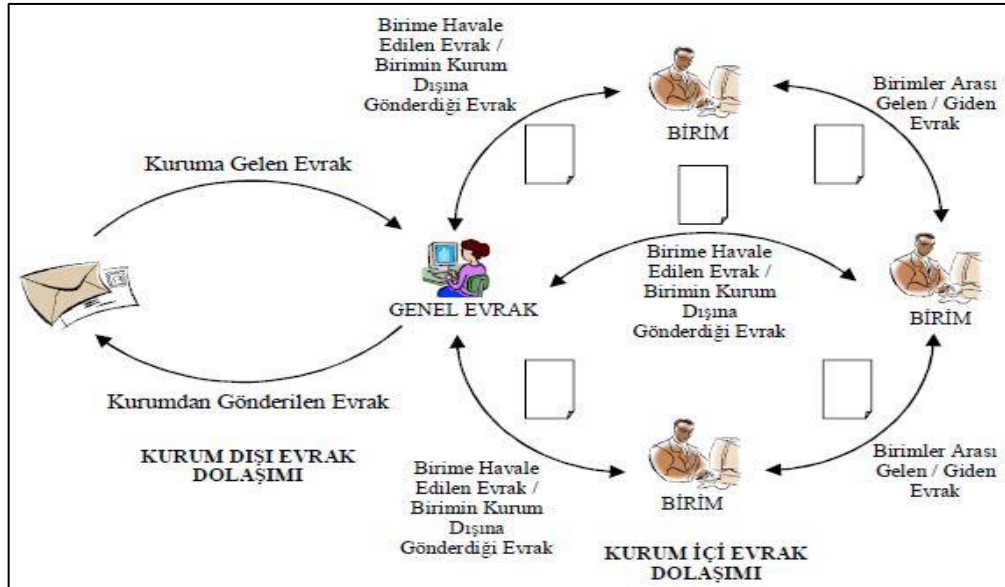 Birime Havale
Edilen Evrak /
Birimin Kurum
Dışına
Gönderdiği Evrak
BİRİM
Birimler Arası
Gelen / Giden
Evrak
Kuruma Gelen Evrak
GENEL EVRAK
Birime Havale
Edilen Evrak /
Birimin Kurum
Dışına
Gönderdiği Evrak
BİRİM
Kurumdan Gönderilen Evrak
KURUM DIŞI EVRAK
DOLAŞIMI
Birime Havale
Edilen Evrak /
Birimin Kurum
Dışına
Gönderdiği Evrak
BİRİM
Birimler Arası
Gelen / Giden
Evrak
KURUM İÇİ EVRAK
DOLAŞIMI